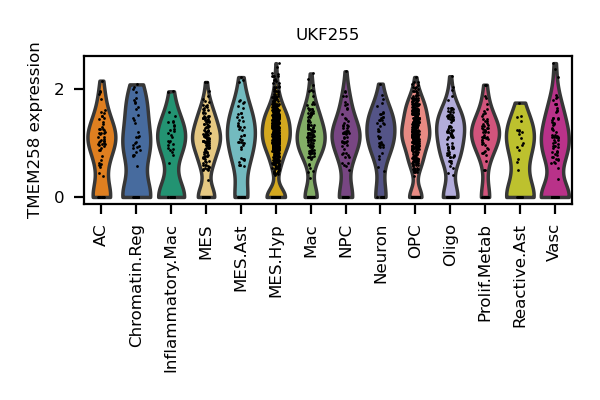 UKF255
TMEM258 expression
2
0
AC
Chromatin.Reg
Inflammatory.Mac
MES
MES.Ast
MES.Hyp
Mac
NPC
Neuron
OPC
Oligo
Prolif.Metab
Reactive.Ast
Vasc